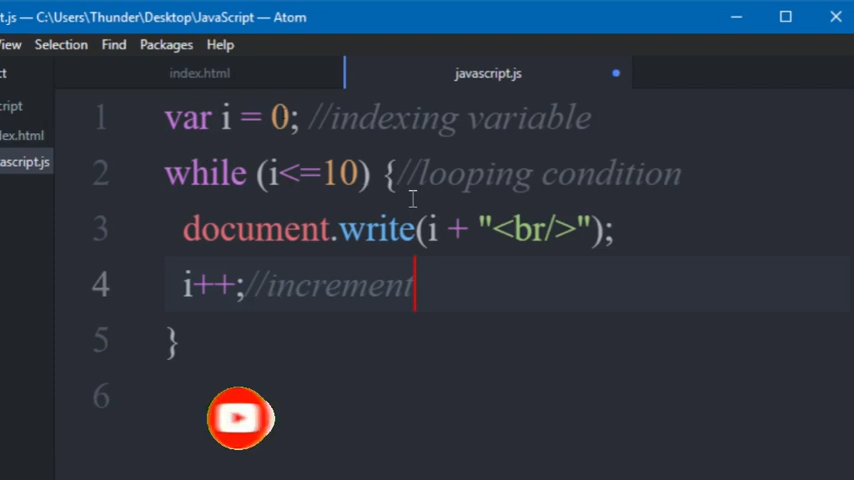 t.js — C:\Users\Thunder\Desktop\JavaScript — Atom
iew Selection Find Packages Help
ct
index.html
javascript.js
cript
lex.html
ascript.js
1 var i = 0; //indexing variable
2 while (i<=10) {//looping condition
3 document.write(i + "<br/>");
4 i++;//increment
5 }
6